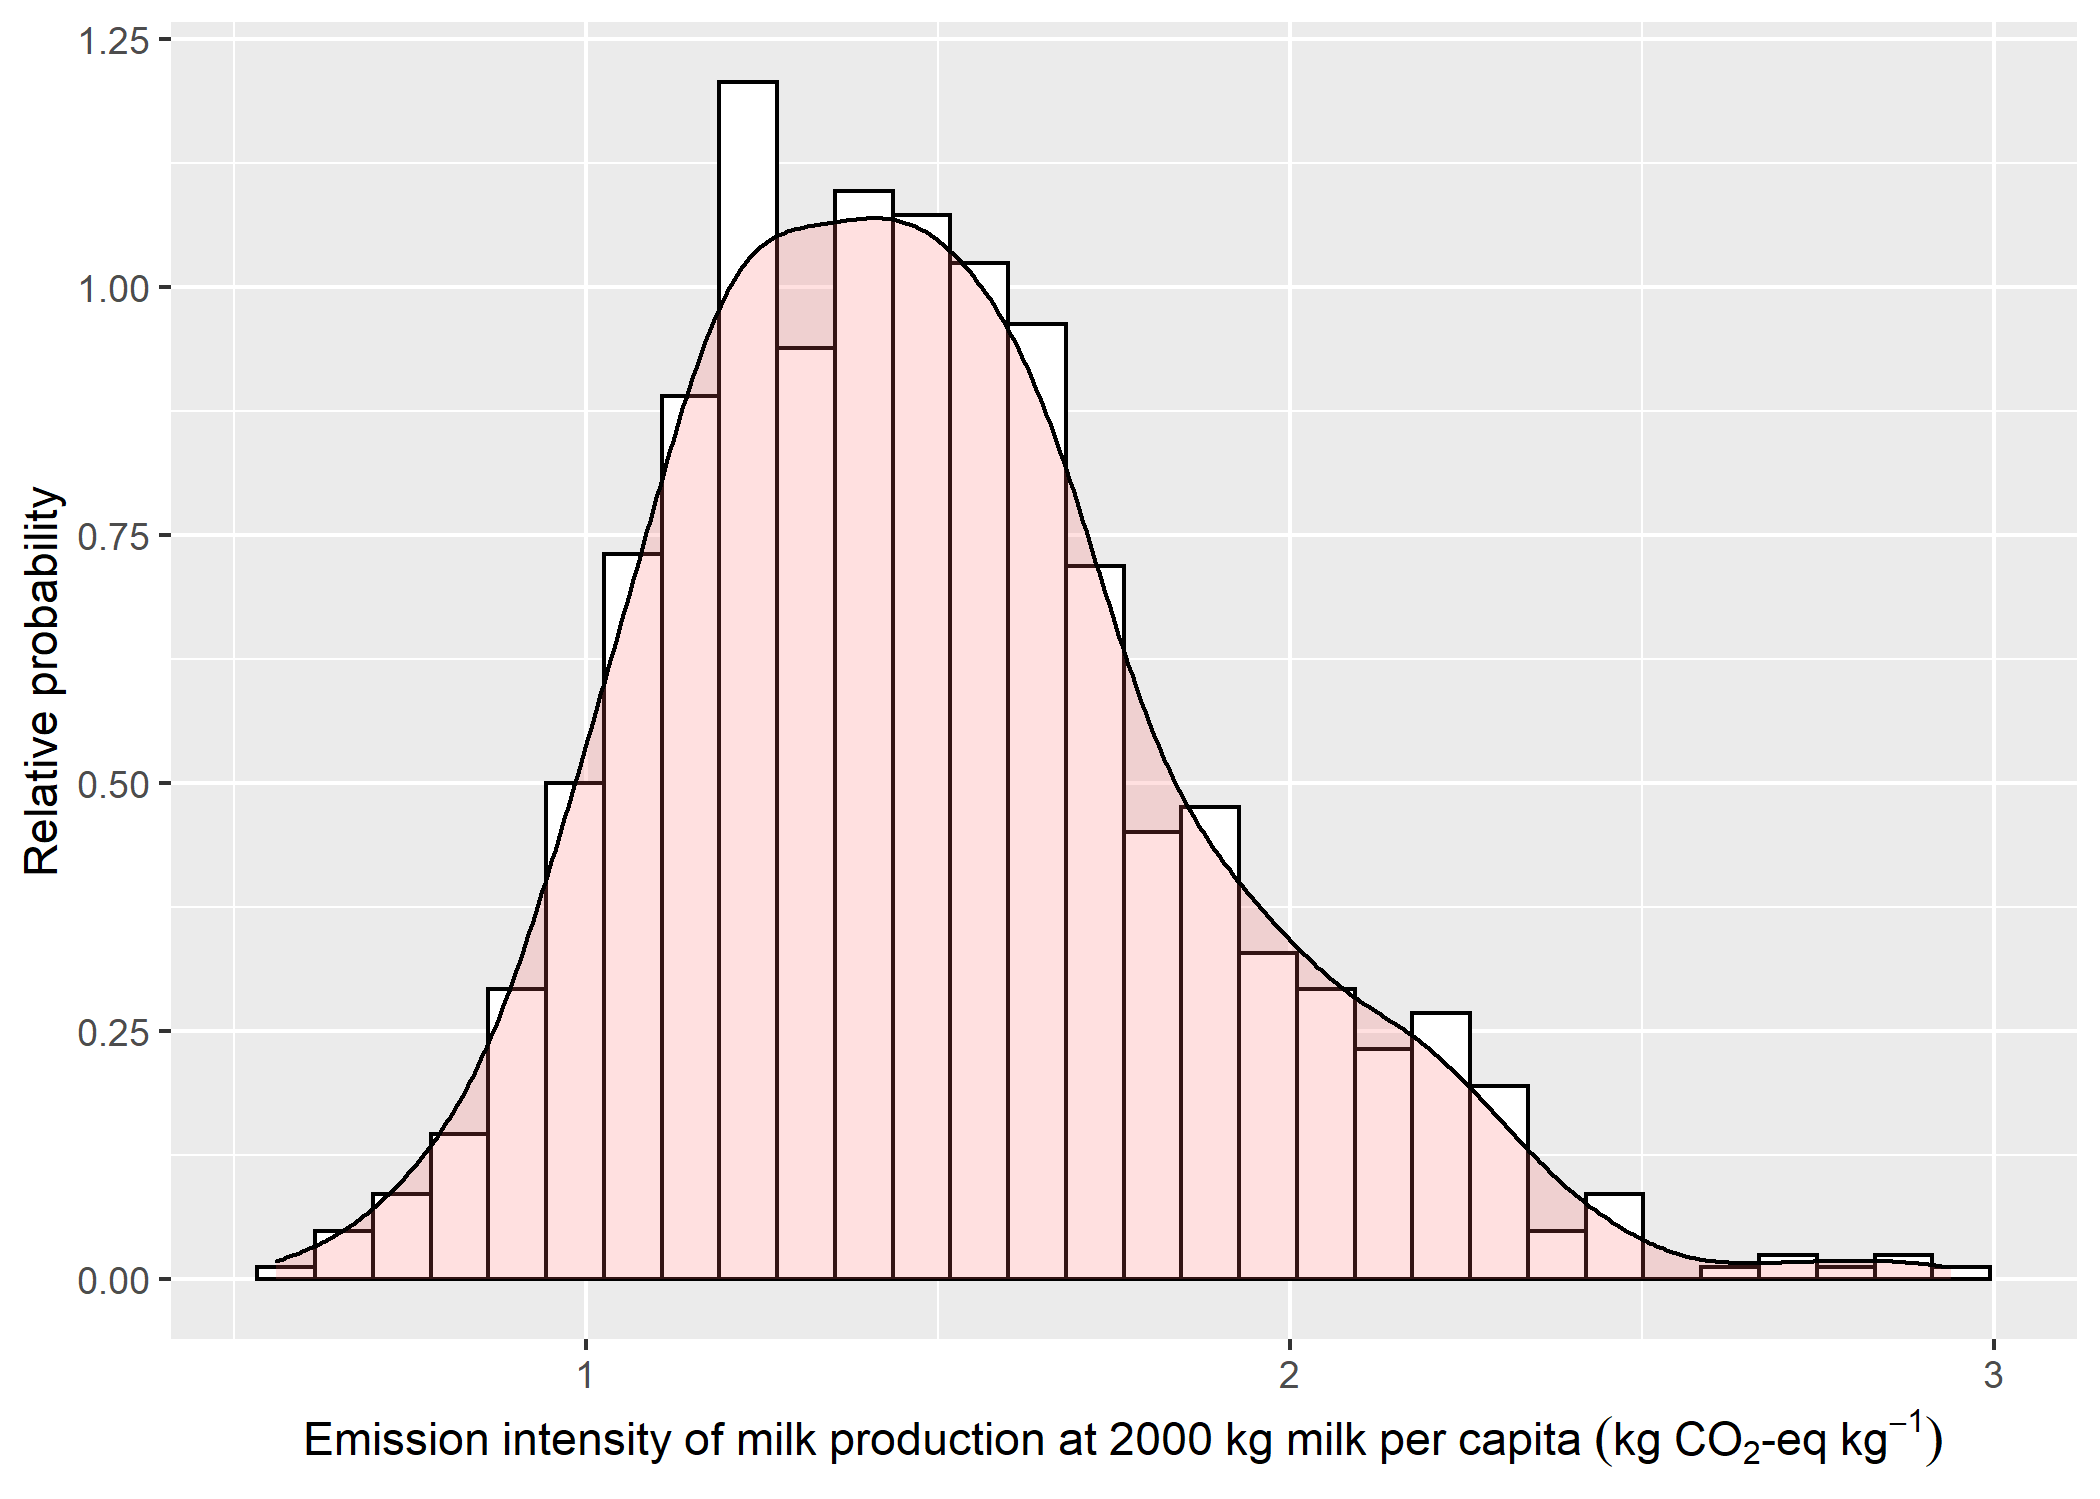 Relative probability
1.25
1.00
0.75
0.50
0.25
0.00
1 2 3
Emission intensity of milk production at 2000 kg milk per capita (kg CO₂-eq kg⁻¹)